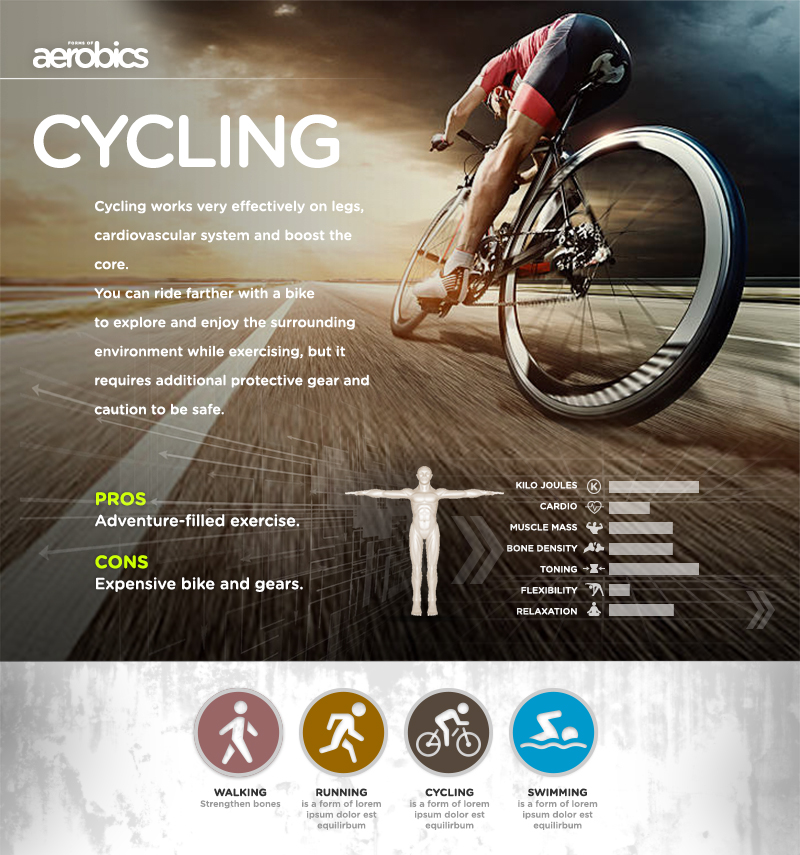 FORMS OF
aerobics
CYCLING
Cycling works very effectively on legs,
cardiovascular system and boost the
core.
You can ride farther with a bike
to explore and enjoy the surrounding
environment while exercising, but it
requires additional protective gear and
caution to be safe.
PROS
Adventure-filled exercise.
CONS
Expensive bike and gears.
KILO JOULES K
CARDIO
MUSCLE MASS
BONE DENSITY
TONING
FLEXIBILITY
RELAXATION
WALKING
Strengthen bones
RUNNING
is a form of lorem
ipsum dolor est
equilirbum
CYCLING
is a form of lorem
ipsum dolor est
equilirbum
SWIMMING
is a form of lorem
ipsum dolor est
equilirbum